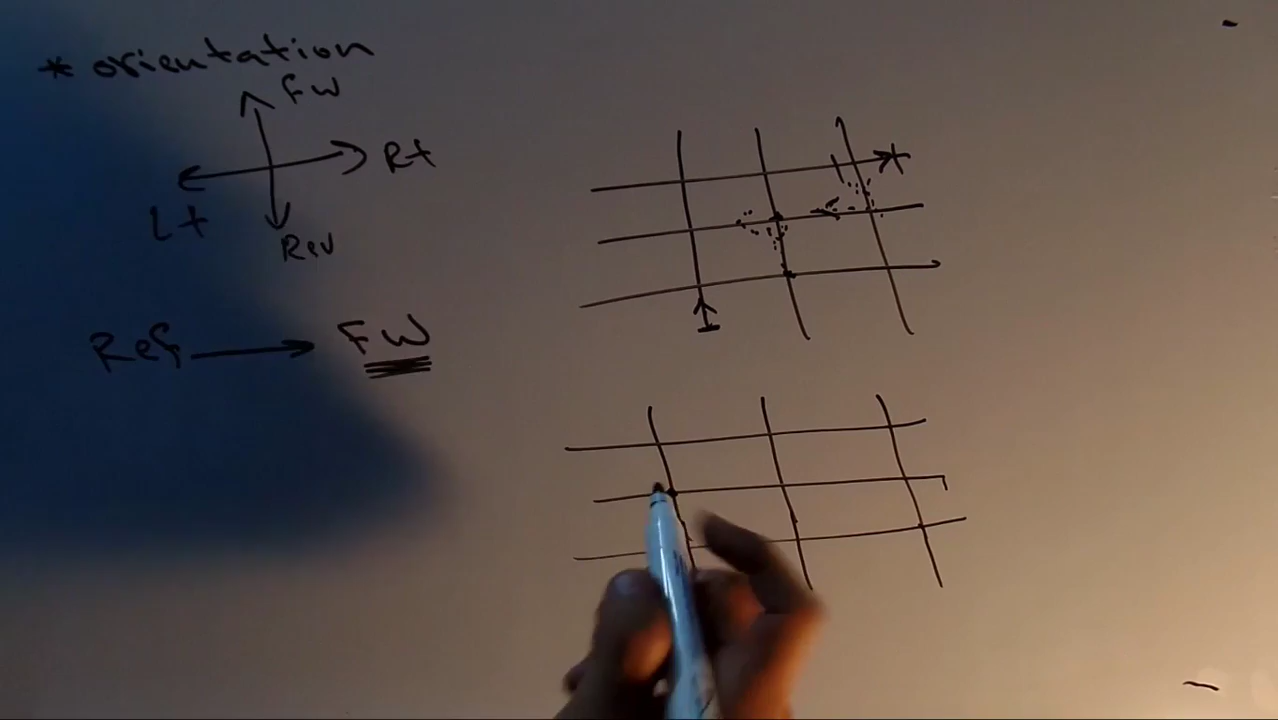 * orientation
FW
Rt
Lt
Rev
Ref → FW